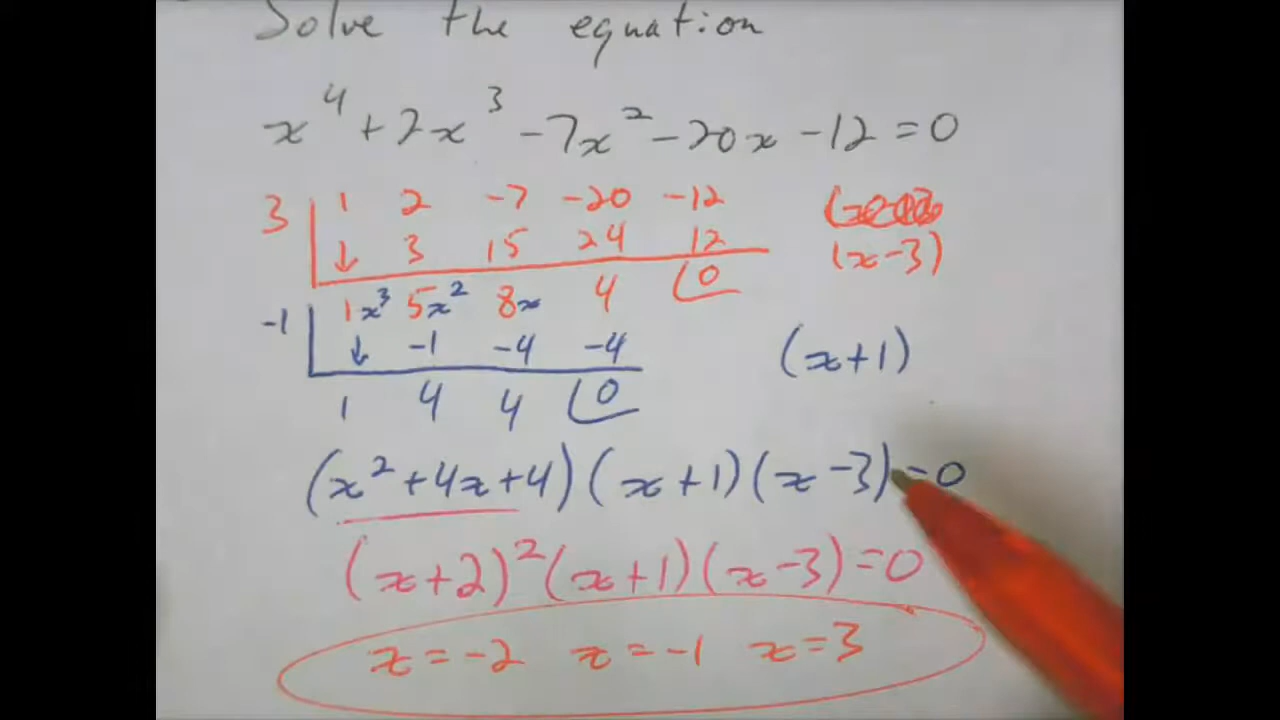 Solve the equation
x⁴ + 2x³ - 7x² - 20x - 12 = 0
3 1 2 -7 -20 -12
↓ 3 15 24 12 (x-3)
1x³ 5x² 8x 4 0
-1 ↓ -1 -4 -4 (x+1)
1 4 4 0
(x² + 4x + 4)(x+1)(x-3) = 0
(x+2)²(x+1)(x-3) = 0
x = -2 x = -1 x = 3